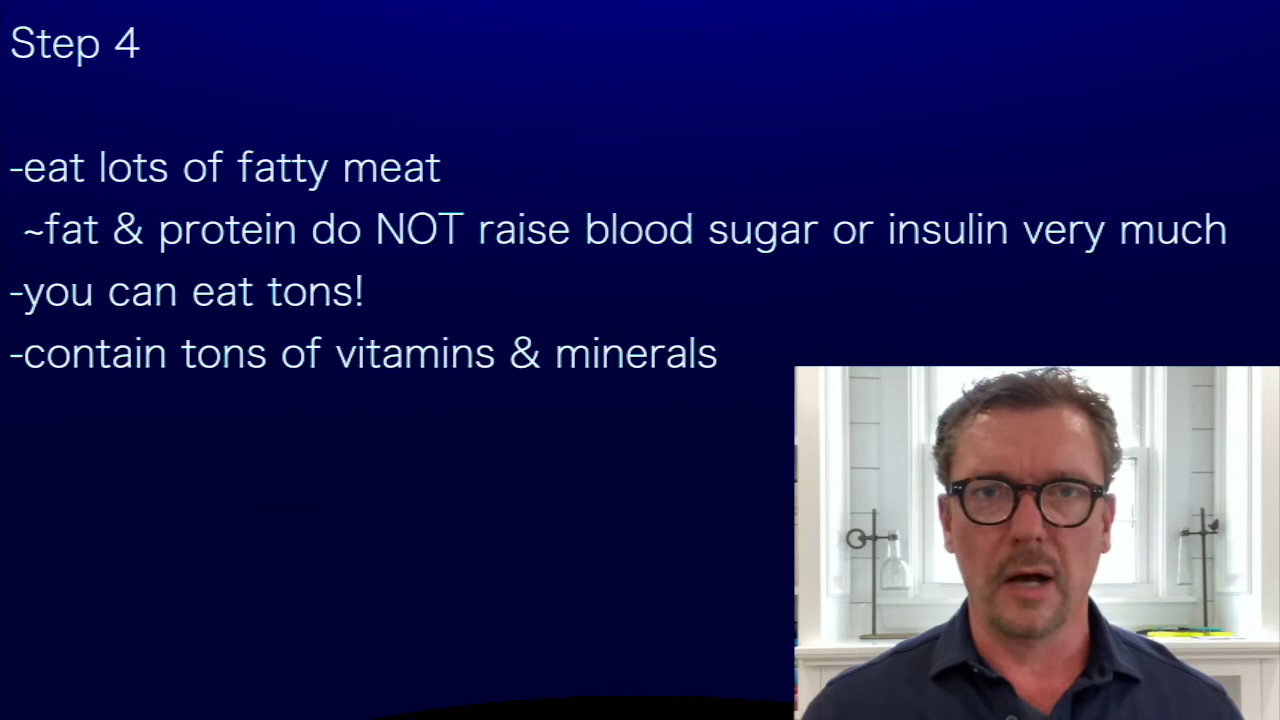 Step 4
-eat lots of fatty meat
~fat & protein do NOT raise blood sugar or insulin very much
-you can eat tons!
-contain tons of vitamins & minerals